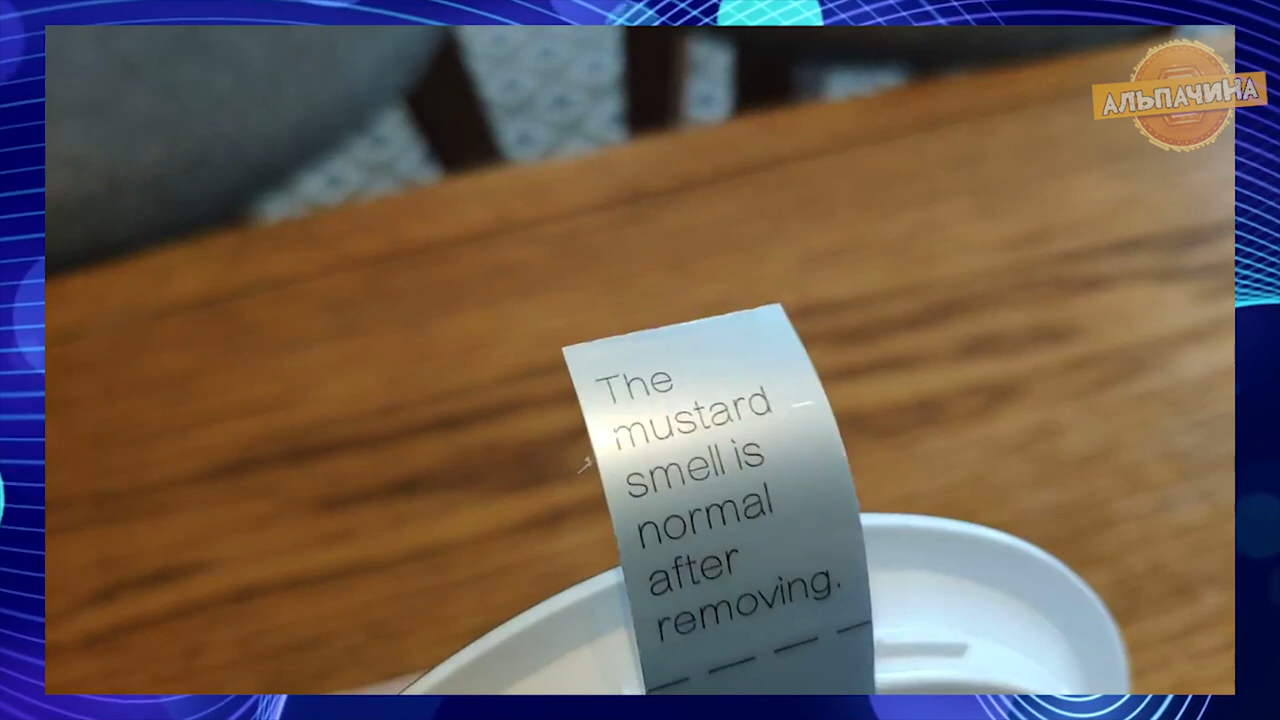 АЛЬПАЧИНА
The
mustard
smell is
normal
after
removing.